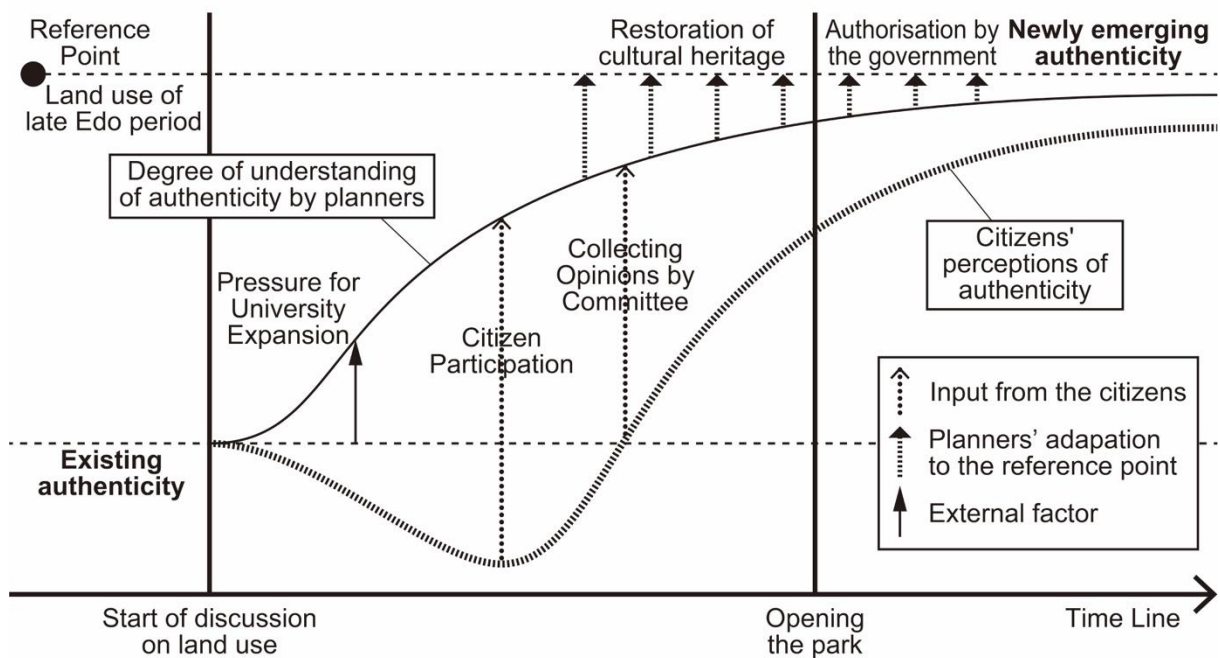 Reference
Point
Land use of
late Edo period
Restoration of
cultural heritage
Authorisation by
the government
Newly emerging
authenticity
Degree of understanding
of authenticity by planners
Pressure for
University
Expansion
Citizen
Participation
Collecting
Opinions by
Committee
Citizens'
perceptions of
authenticity
Existing
authenticity
Input from the citizens
Planners’ adapation
to the reference point
External factor
Start of discussion
on land use
Opening
the park
Time Line